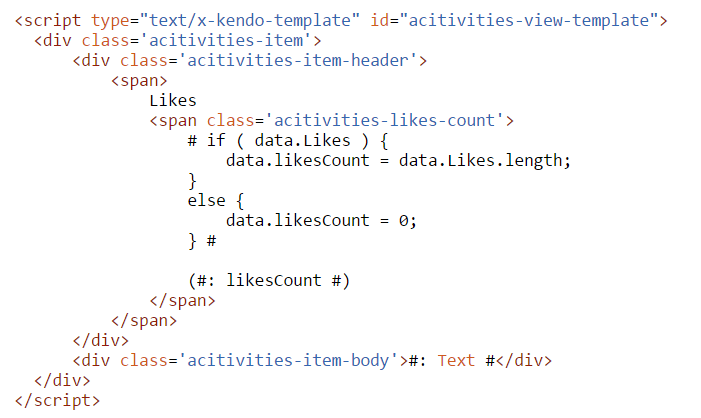 <script type="text/x-kendo-template" id="acitivities-view-template">
  <div class='acitivities-item'>
      <div class='acitivities-item-header'>
          <span>
              Likes
              <span class='acitivities-likes-count'>
                  # if ( data.Likes ) {
                      data.likesCount = data.Likes.length;
                  }
                  else {
                      data.likesCount = 0;
                  } #

                  (#: likesCount #)
              </span>
          </span>
      </div>
      <div class='acitivities-item-body'>#: Text #</div>
  </div>
</script>